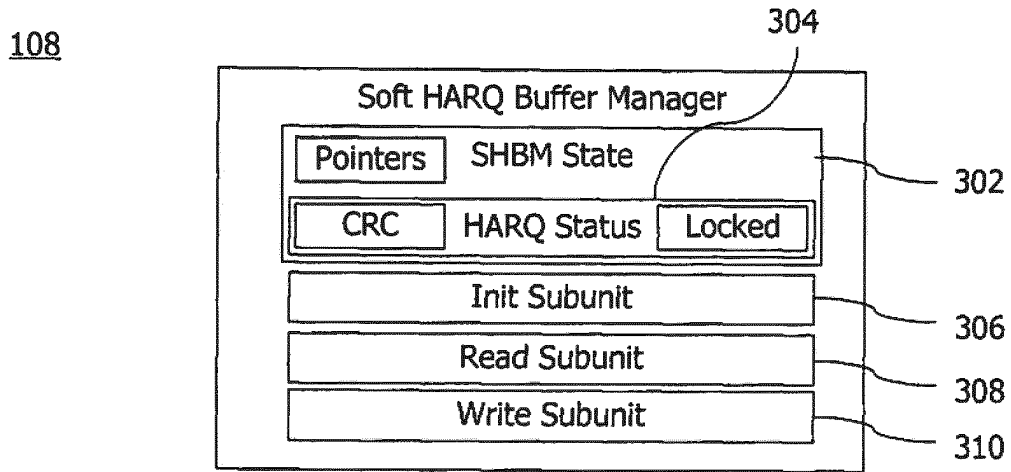 304
108
Soft HARQ Buffer Manager
Pointers SHBM State
302
CRC HARQ Status Locked
Init Subunit
306
Read Subunit
308
Write Subunit
310